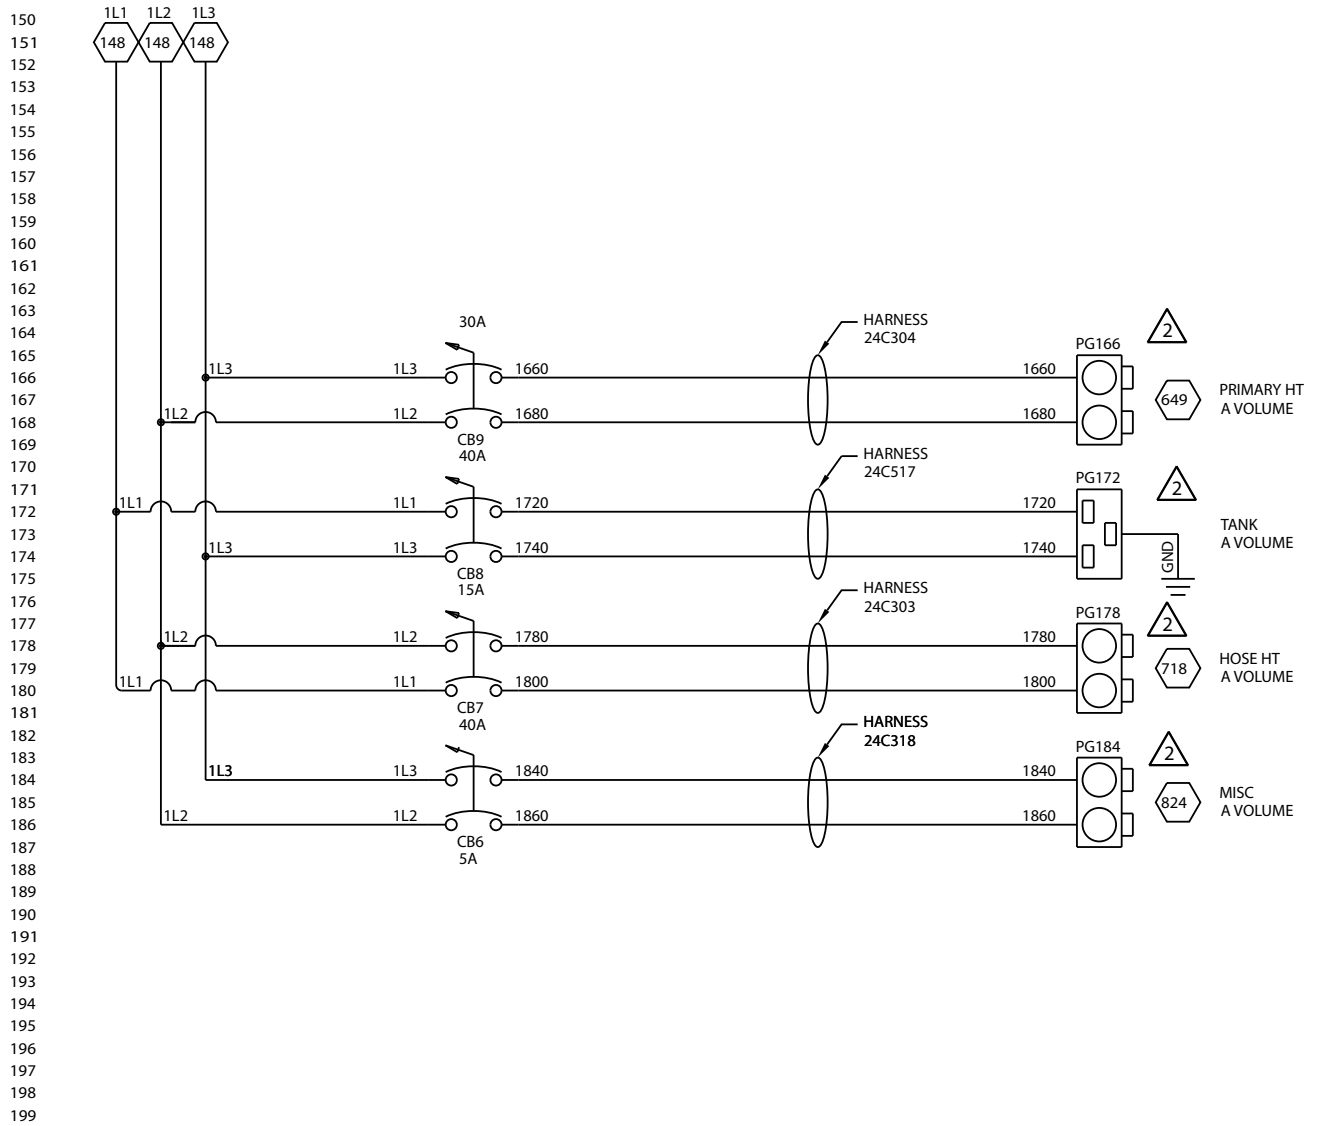 150 1L1 1L2 1L3
151 148 148 148
152
153
154
155
156
157
158
159
160
161
162
163 HARNESS
164 30A 24C304 2
165 PG166
166 1L3 1L3 1660 1660
167 649 PRIMARY HT
168 1L2 1L2 1680 1680 A VOLUME
169 CB9 HARNESS
170 40A 24C517
171 PG172 2
172 1L1 1L1 1720 1720
173 TANK
174 1L3 1L3 1740 1740 GND A VOLUME
175 CB8 HARNESS
176 15A 24C303
177 PG178 2
178 1L2 1L2 1780 1780
179 718 HOSE HT
180 1L1 1L1 1800 1800 A VOLUME
181 CB7 HARNESS
182 40A 24C318
183 PG184 2
184 1L3 1L3 1840 1840
185 824 MISC
186 1L2 1L2 1860 1860 A VOLUME
187 CB6
188 5A
189
190
191
192
193
194
195
196
197
198
199